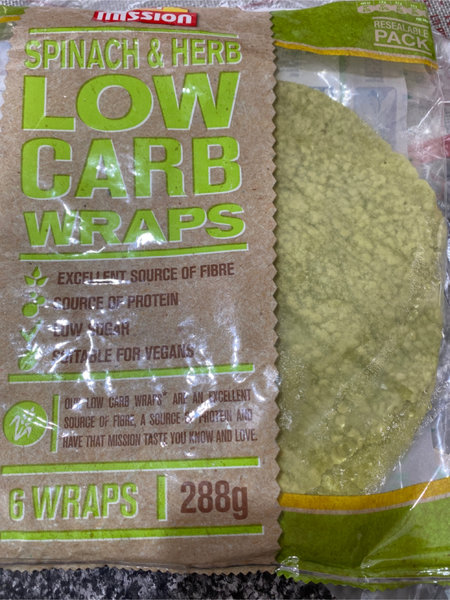 mission
SPINACH & HERB
LOW
CARB
WRAPS
EXCELLENT SOURCE OF FIBRE
SOURCE OF PROTEIN
LOW SUGAR
SUITABLE FOR VEGANS
OUR LOW CARB WRAPS* ARE AN EXCELLENT
SOURCE OF FIBRE, A SOURCE OF PROTEIN AND
HAVE THAT MISSION TASTE YOU KNOW AND LOVE.
6 WRAPS
288g
RESEALABLE
PACK